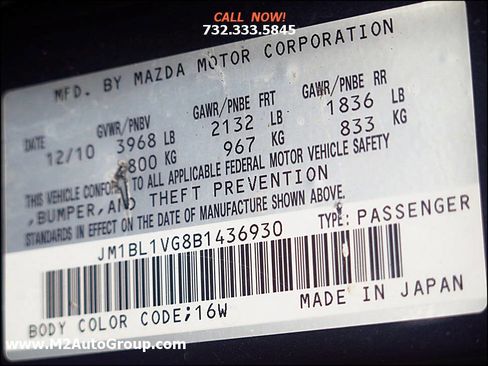 CALL NOW!
732.333.5845
MFD. BY MAZDA MOTOR CORPORATION
DATE GVWR/PNBV GAWR/PNBE FRT GAWR/PNBE RR
12/10 3968 LB 2132 LB 1836 LB
800 KG 967 KG 833 KG
THIS VEHICLE CONFORMS TO ALL APPLICABLE FEDERAL MOTOR VEHICLE SAFETY
,BUMPER,AND THEFT PREVENTION
STANDARDS IN EFFECT ON THE DATE OF MANUFACTURE SHOWN ABOVE.
JM1BL1VG8B1436930 TYPE: PASSENGER
BODY COLOR CODE;16W MADE IN JAPAN
www.M2AutoGroup.com